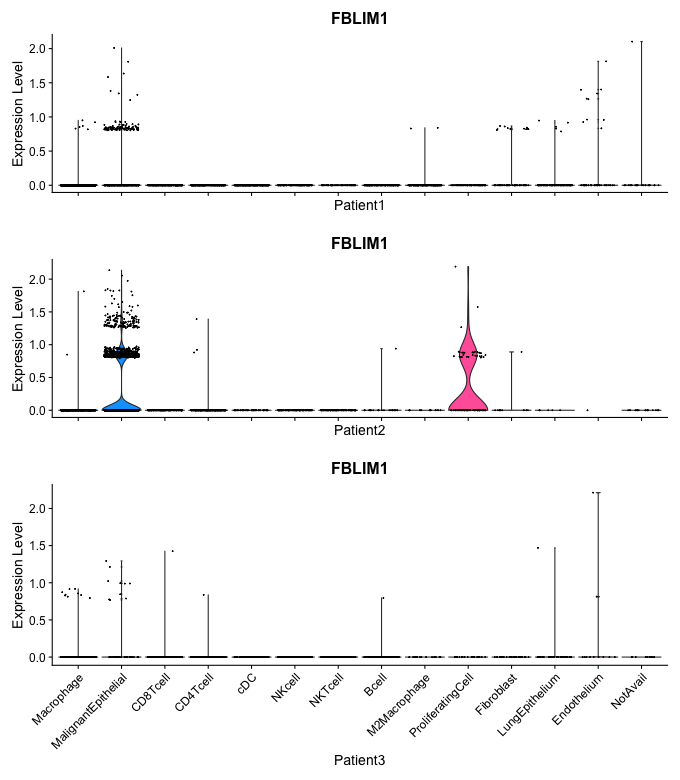 FBLIM1
Expression Level
2.0
1.5
1.0
0.5
0.0
Patient1
FBLIM1
Expression Level
2.0
1.5
1.0
0.5
0.0
Patient2
FBLIM1
Expression Level
2.0
1.5
1.0
0.5
0.0
Macrophage
MalignantEpithelial
CD8Tcell
CD4Tcell
cDC
NKcell
NKTcell
Bcell
M2Macrophage
ProliferatingCell
Fibroblast
LungEpithelium
Endothelium
NotAvail
Patient3